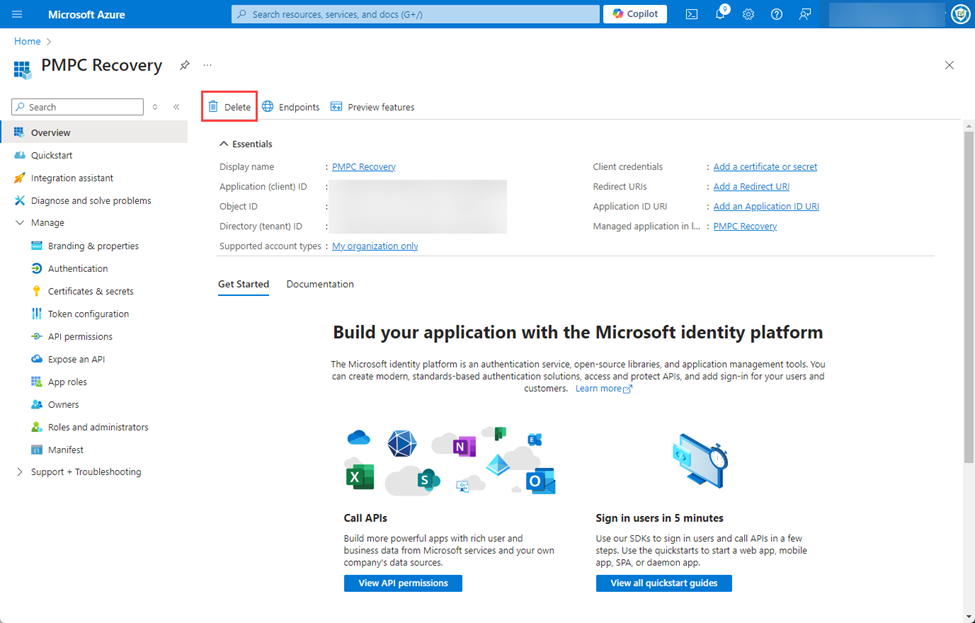 Microsoft Azure
Search resources, services, and docs (G+/)
Copilot
9
Home
PMPC Recovery
Search
Delete
Endpoints
Preview features
Overview
Quickstart
Integration assistant
Diagnose and solve problems
Manage
Branding & properties
Authentication
Certificates & secrets
Token configuration
API permissions
Expose an API
App roles
Owners
Roles and administrators
Manifest
Support + Troubleshooting
Essentials
Display name : PMPC Recovery
Application (client) ID :
Object ID :
Directory (tenant) ID :
Supported account types : My organization only
Client credentials : Add a certificate or secret
Redirect URIs : Add a Redirect URI
Application ID URI : Add an Application ID URI
Managed application in l... : PMPC Recovery
Get Started
Documentation
Build your application with the Microsoft identity platform
The Microsoft identity platform is an authentication service, open-source libraries, and application management tools. You
can create modern, standards-based authentication solutions, access and protect APIs, and add sign-in for your users and
customers. Learn more
N
E
X
S
O
Call APIs
Build more powerful apps with rich user and
business data from Microsoft services and your own
company's data sources.
View API permissions
Sign in users in 5 minutes
Use our SDKs to sign in users and call APIs in a few
steps. Use the quickstarts to start a web app, mobile
app, SPA, or daemon app.
View all quickstart guides